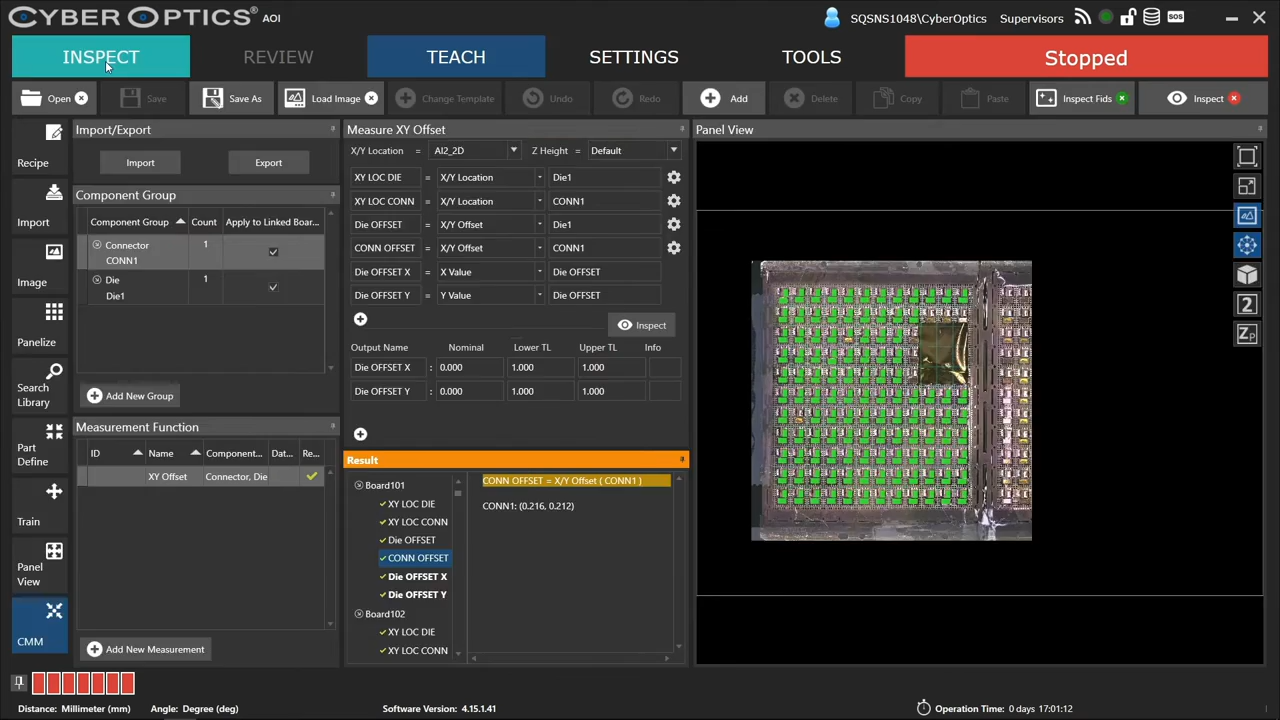 CYBER OPTICS® AOI
SQSNS1048\CyberOptics Supervisors SOS
INSPECT REVIEW TEACH SETTINGS TOOLS Stopped
Open Save Save As Load Image Change Template Undo Redo Add Delete Copy Paste Inspect Fids Inspect
Recipe
Import
Image
Panelize
Search
Library
Part
Define
Train
Panel
View
CMM
Import/Export
Import Export
Component Group
Component Group Count Apply to Linked Boar...
Connector 1
CONN1
Die 1
Die1
Add New Group
Measurement Function
ID Name Component... Dat... Re...
XY Offset Connector, Die
Add New Measurement
Measure XY Offset
X/Y Location = AI2_2D Z Height = Default
XY LOC DIE = X/Y Location Die1
XY LOC CONN = X/Y Location CONN1
Die OFFSET = X/Y Offset Die1
CONN OFFSET = X/Y Offset CONN1
Die OFFSET X = X Value Die OFFSET
Die OFFSET Y = Y Value Die OFFSET
Inspect
Output Name Nominal Lower TL Upper TL Info
Die OFFSET X : 0.000 1.000 1.000
Die OFFSET Y : 0.000 1.000 1.000
Result
Board101
XY LOC DIE
XY LOC CONN
Die OFFSET
CONN OFFSET
Die OFFSET X
Die OFFSET Y
Board102
XY LOC DIE
XY LOC CONN
CONN OFFSET = X/Y Offset ( CONN1 )
CONN1: (0.216, 0.212)
Panel View
2
ZP
Distance: Millimeter (mm) Angle: Degree (deg) Software Version: 4.15.1.41 Operation Time: 0 days 17:01:12